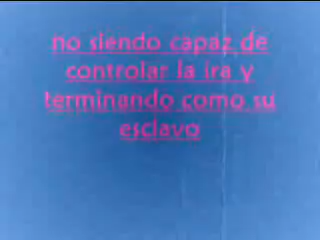 no siendo capaz de
controlar la ira y
terminando como su
esclavo